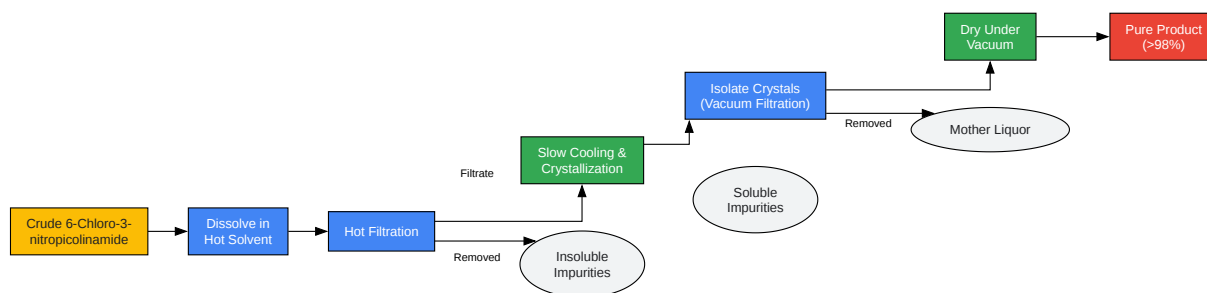 Crude 6-Chloro-3-
nitropicolinamide
Dissolve in
Hot Solvent
Hot Filtration
Filtrate
Removed
Insoluble
Impurities
Slow Cooling &
Crystallization
Isolate Crystals
(Vacuum Filtration)
Soluble
Impurities
Removed
Mother Liquor
Dry Under
Vacuum
Pure Product
(>98%)